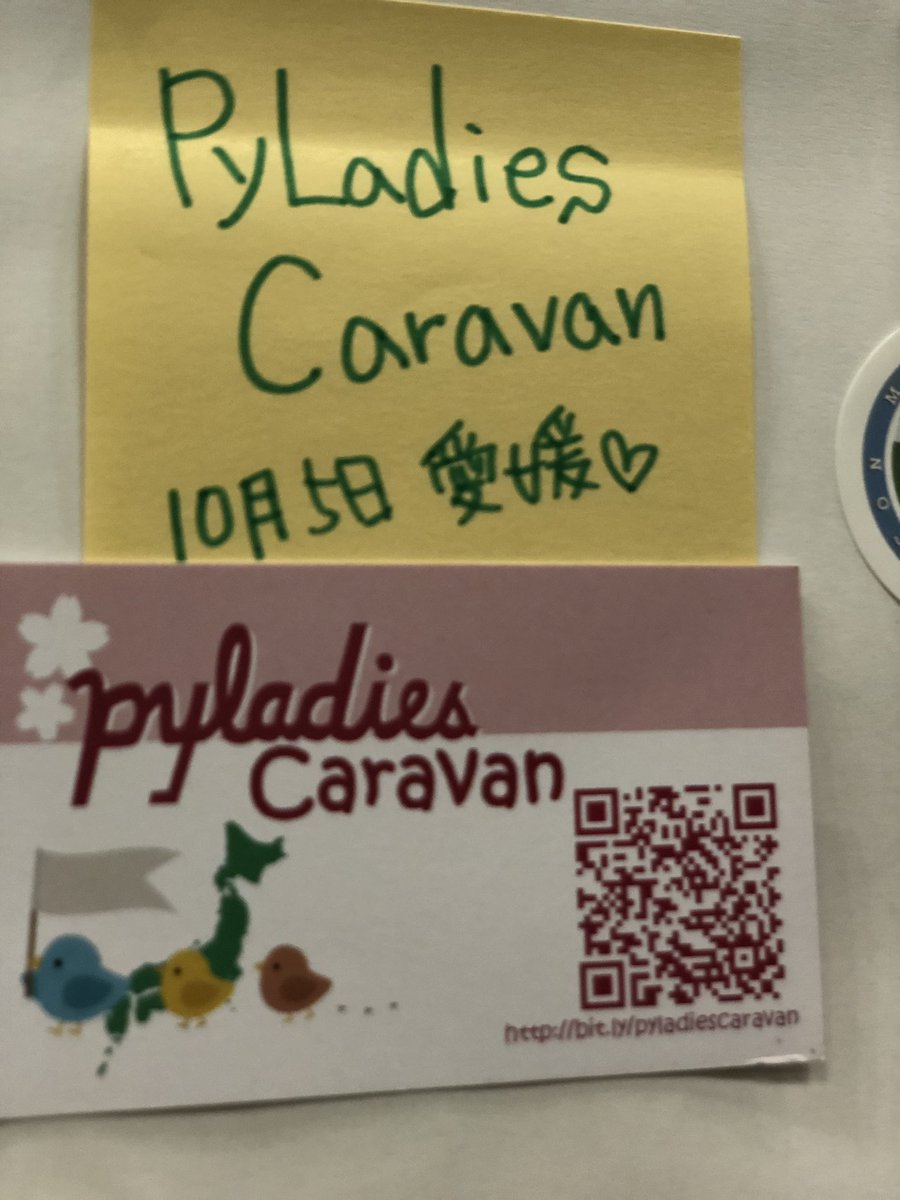 PyLadies
Caravan
10月5日 愛媛♡
pyladies
Caravan
http://bit.ly/pyladiescaravan